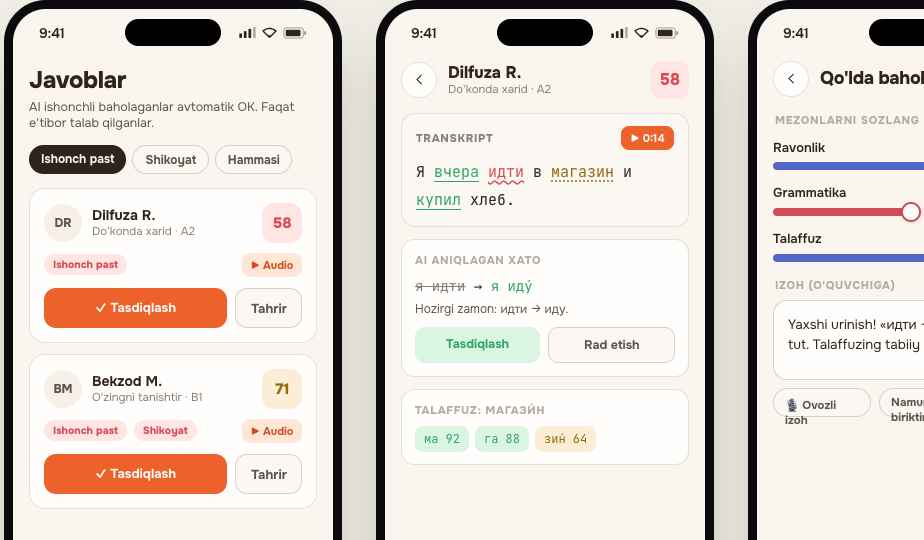 9:41
Javoblar
AI ishonchli baholaganlar avtomatik OK. Faqat
e'tibor talab qilganlar.
Ishonch past
Shikoyat
Hammasi
DR
Dilfuza R.
Do'konda xarid · A2
58
Ishonch past
▶ Audio
✓ Tasdiqlash
Tahrir
BM
Bekzod M.
O'zingni tanishtir · B1
71
Ishonch past
Shikoyat
▶ Audio
✓ Tasdiqlash
Tahrir
9:41
Dilfuza R.
Do'konda xarid · A2
58
TRANSKRIPT
▶ 0:14
Я вчера идти в магазин и
купил хлеб.
AI ANIQLAGAN XATO
я идти → я иду́
Hozirgi zamon: идти → иду.
Tasdiqlash
Rad etish
TALAFFUZ: МАГАЗИ́Н
ма 92
га 88
зи́н 64
9:41
Qo'lda bahol
MEZONLARNI SOZLANG
Ravonlik
Grammatika
Talaffuz
IZOH (O'QUVCHIGA)
Yaxshi urinish! «идти →
tut. Talaffuzing tabiiy
🎙 Ovozli
izoh
Namu
biriktir